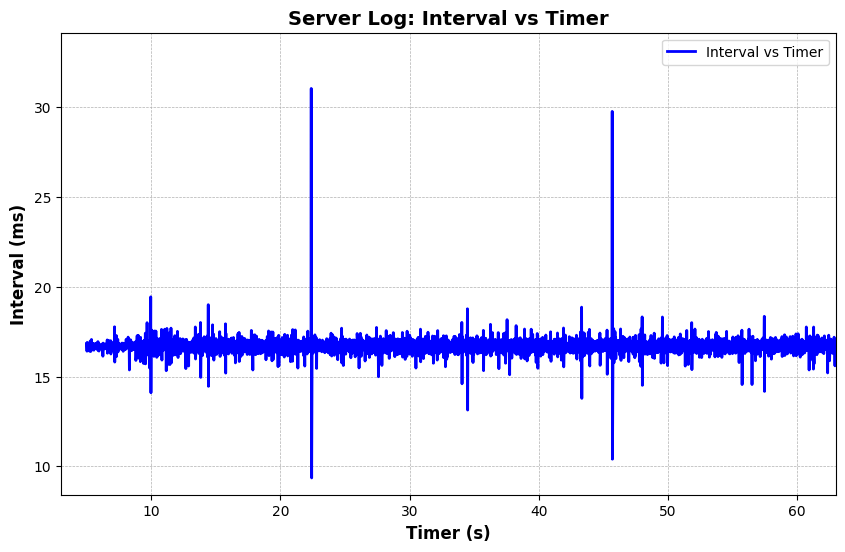 Server Log: Interval vs Timer
Interval vs Timer
30
25
20
15
10
Interval (ms)
10 20 30 40 50 60
Timer (s)